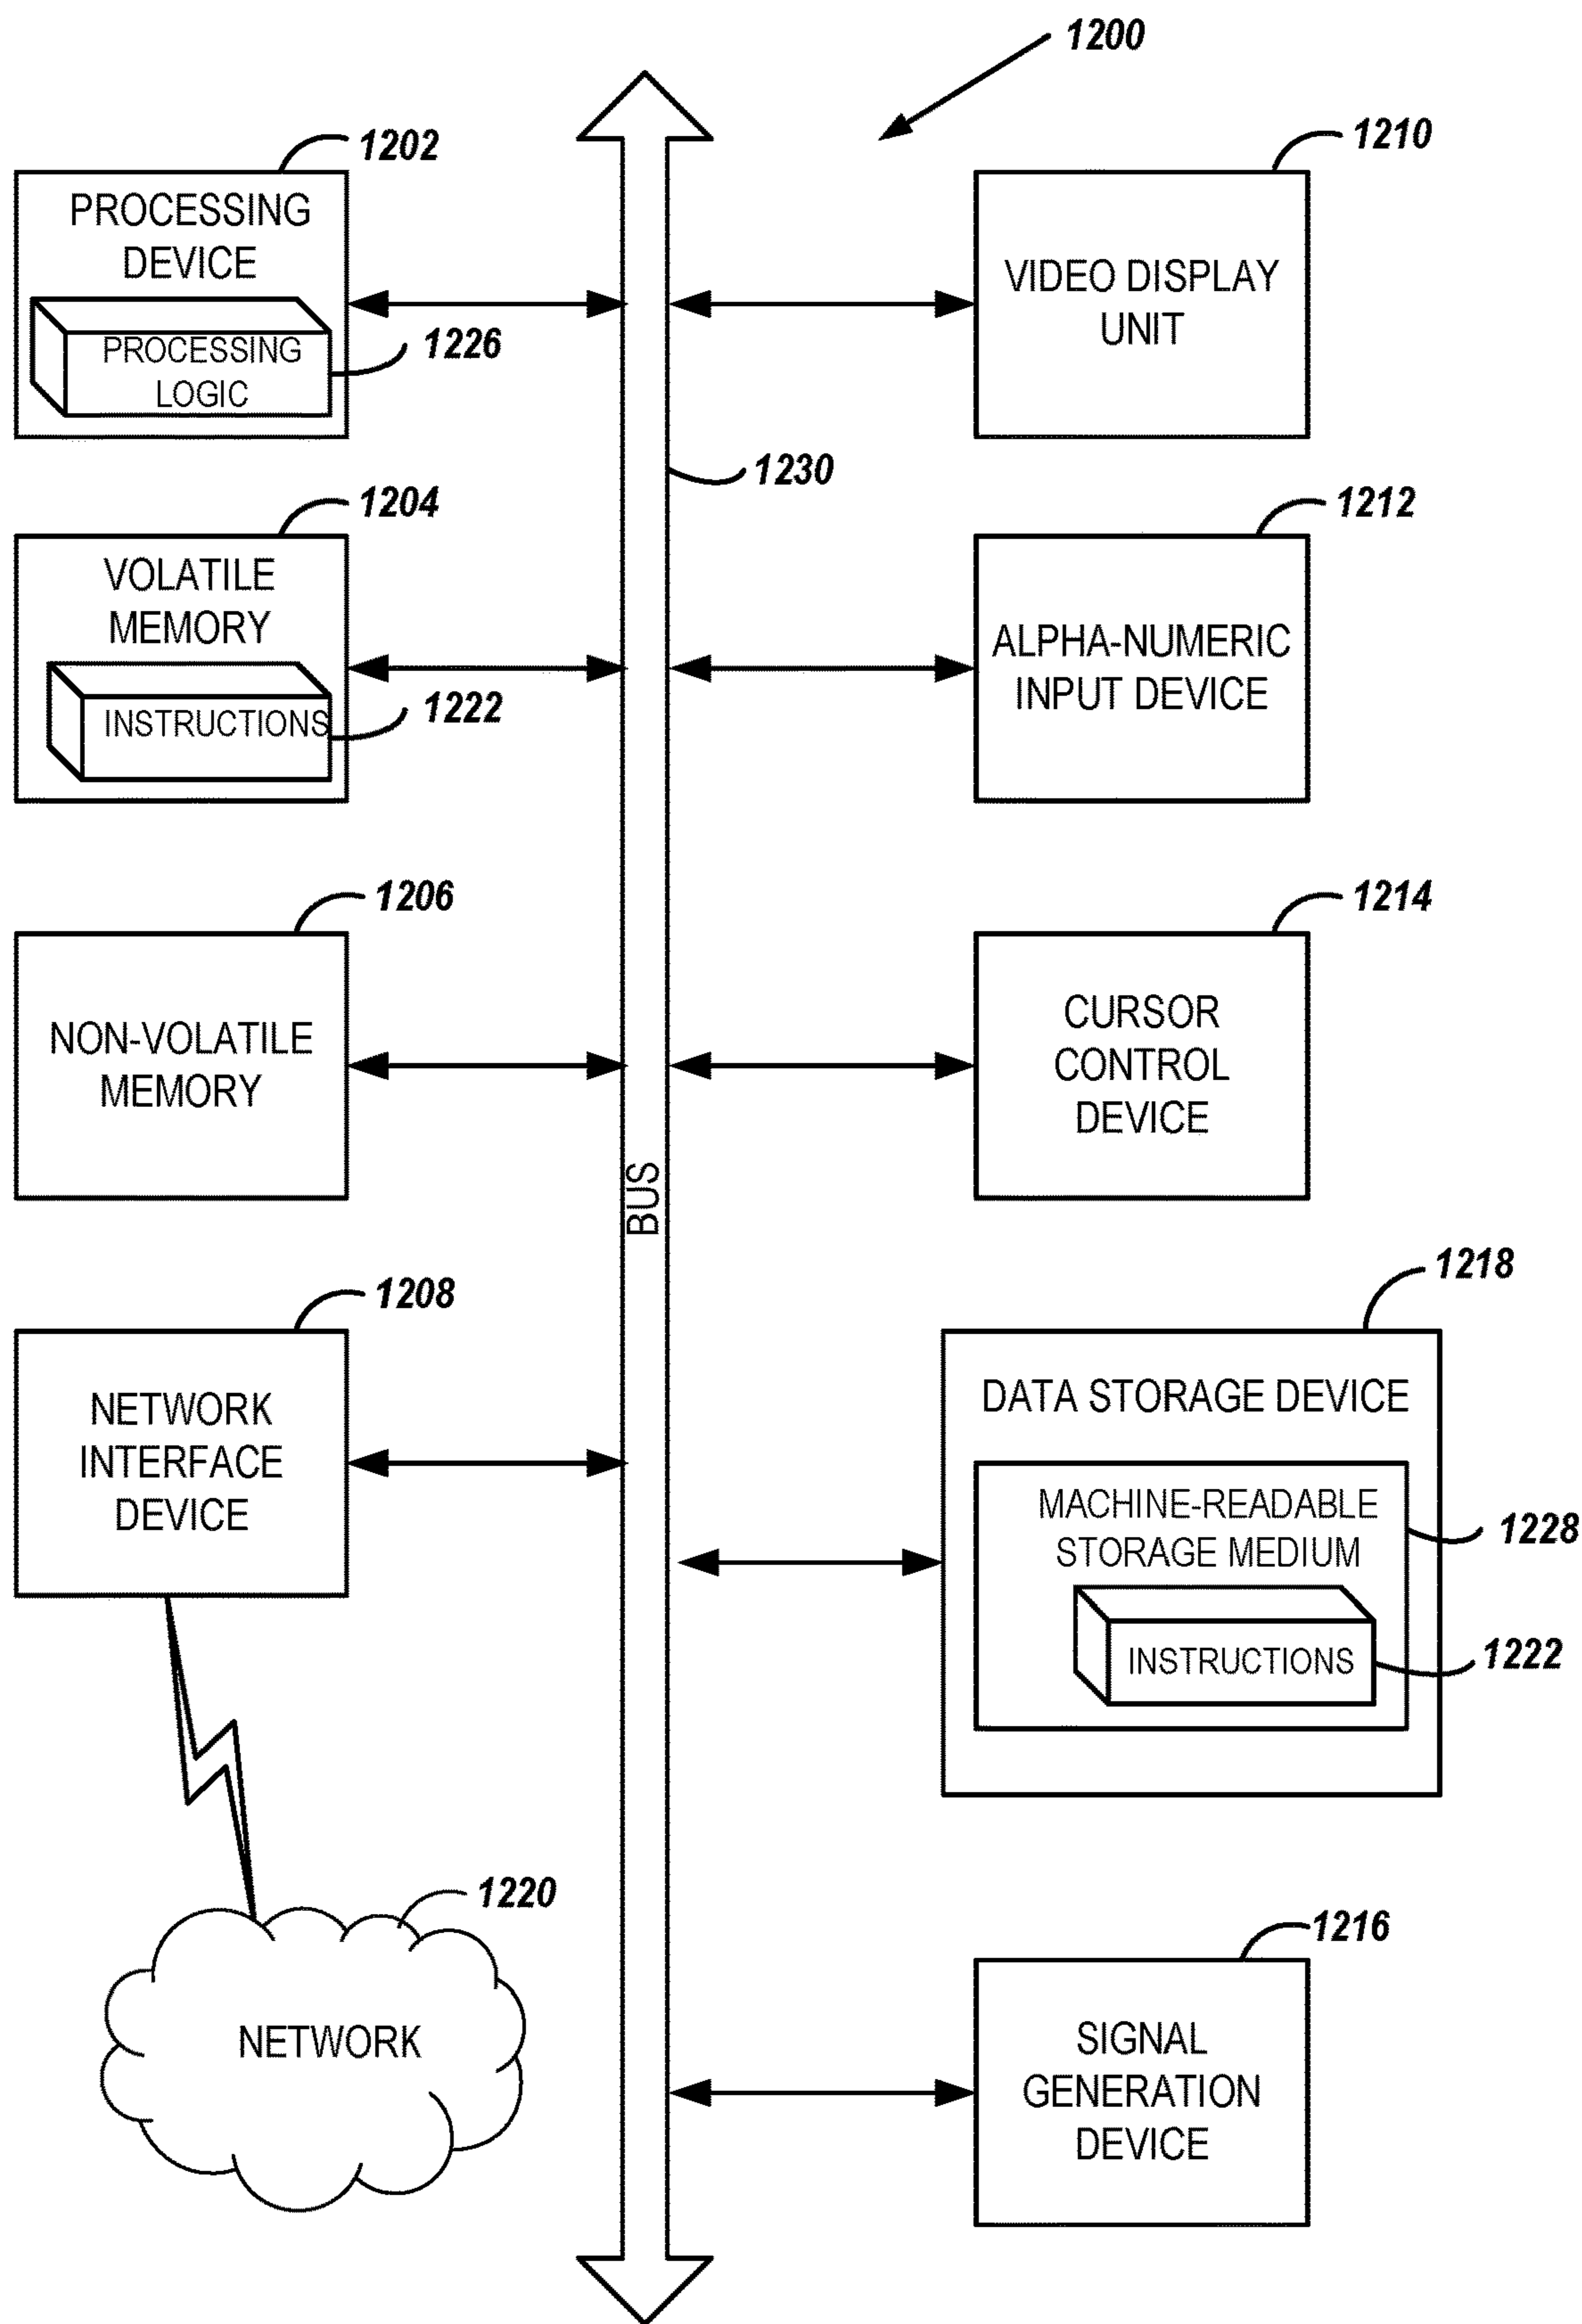 1200
1202
PROCESSING
DEVICE
PROCESSING
LOGIC
1226
1210
VIDEO DISPLAY
UNIT
1230
1204
VOLATILE
MEMORY
INSTRUCTIONS
1222
1212
ALPHA-NUMERIC
INPUT DEVICE
1206
NON-VOLATILE
MEMORY
1214
CURSOR
CONTROL
DEVICE
BUS
1208
NETWORK
INTERFACE
DEVICE
1218
DATA STORAGE DEVICE
MACHINE-READABLE
STORAGE MEDIUM
1228
INSTRUCTIONS
1222
1220
NETWORK
1216
SIGNAL
GENERATION
DEVICE